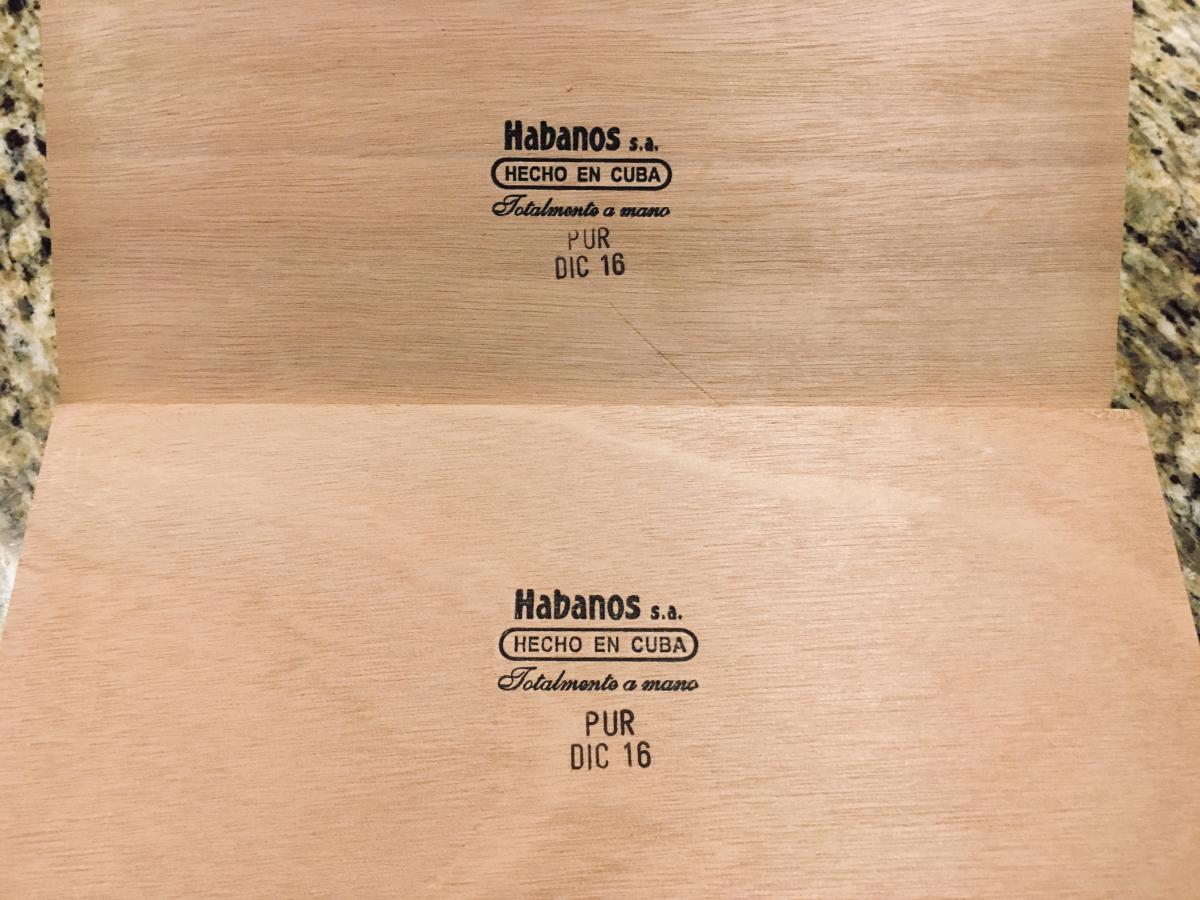 Habanos s.a.
HECHO EN CUBA
Totalmente a mano
PUR
DIC 16
Habanos s.a.
HECHO EN CUBA
Totalmente a mano
PUR
DIC 16